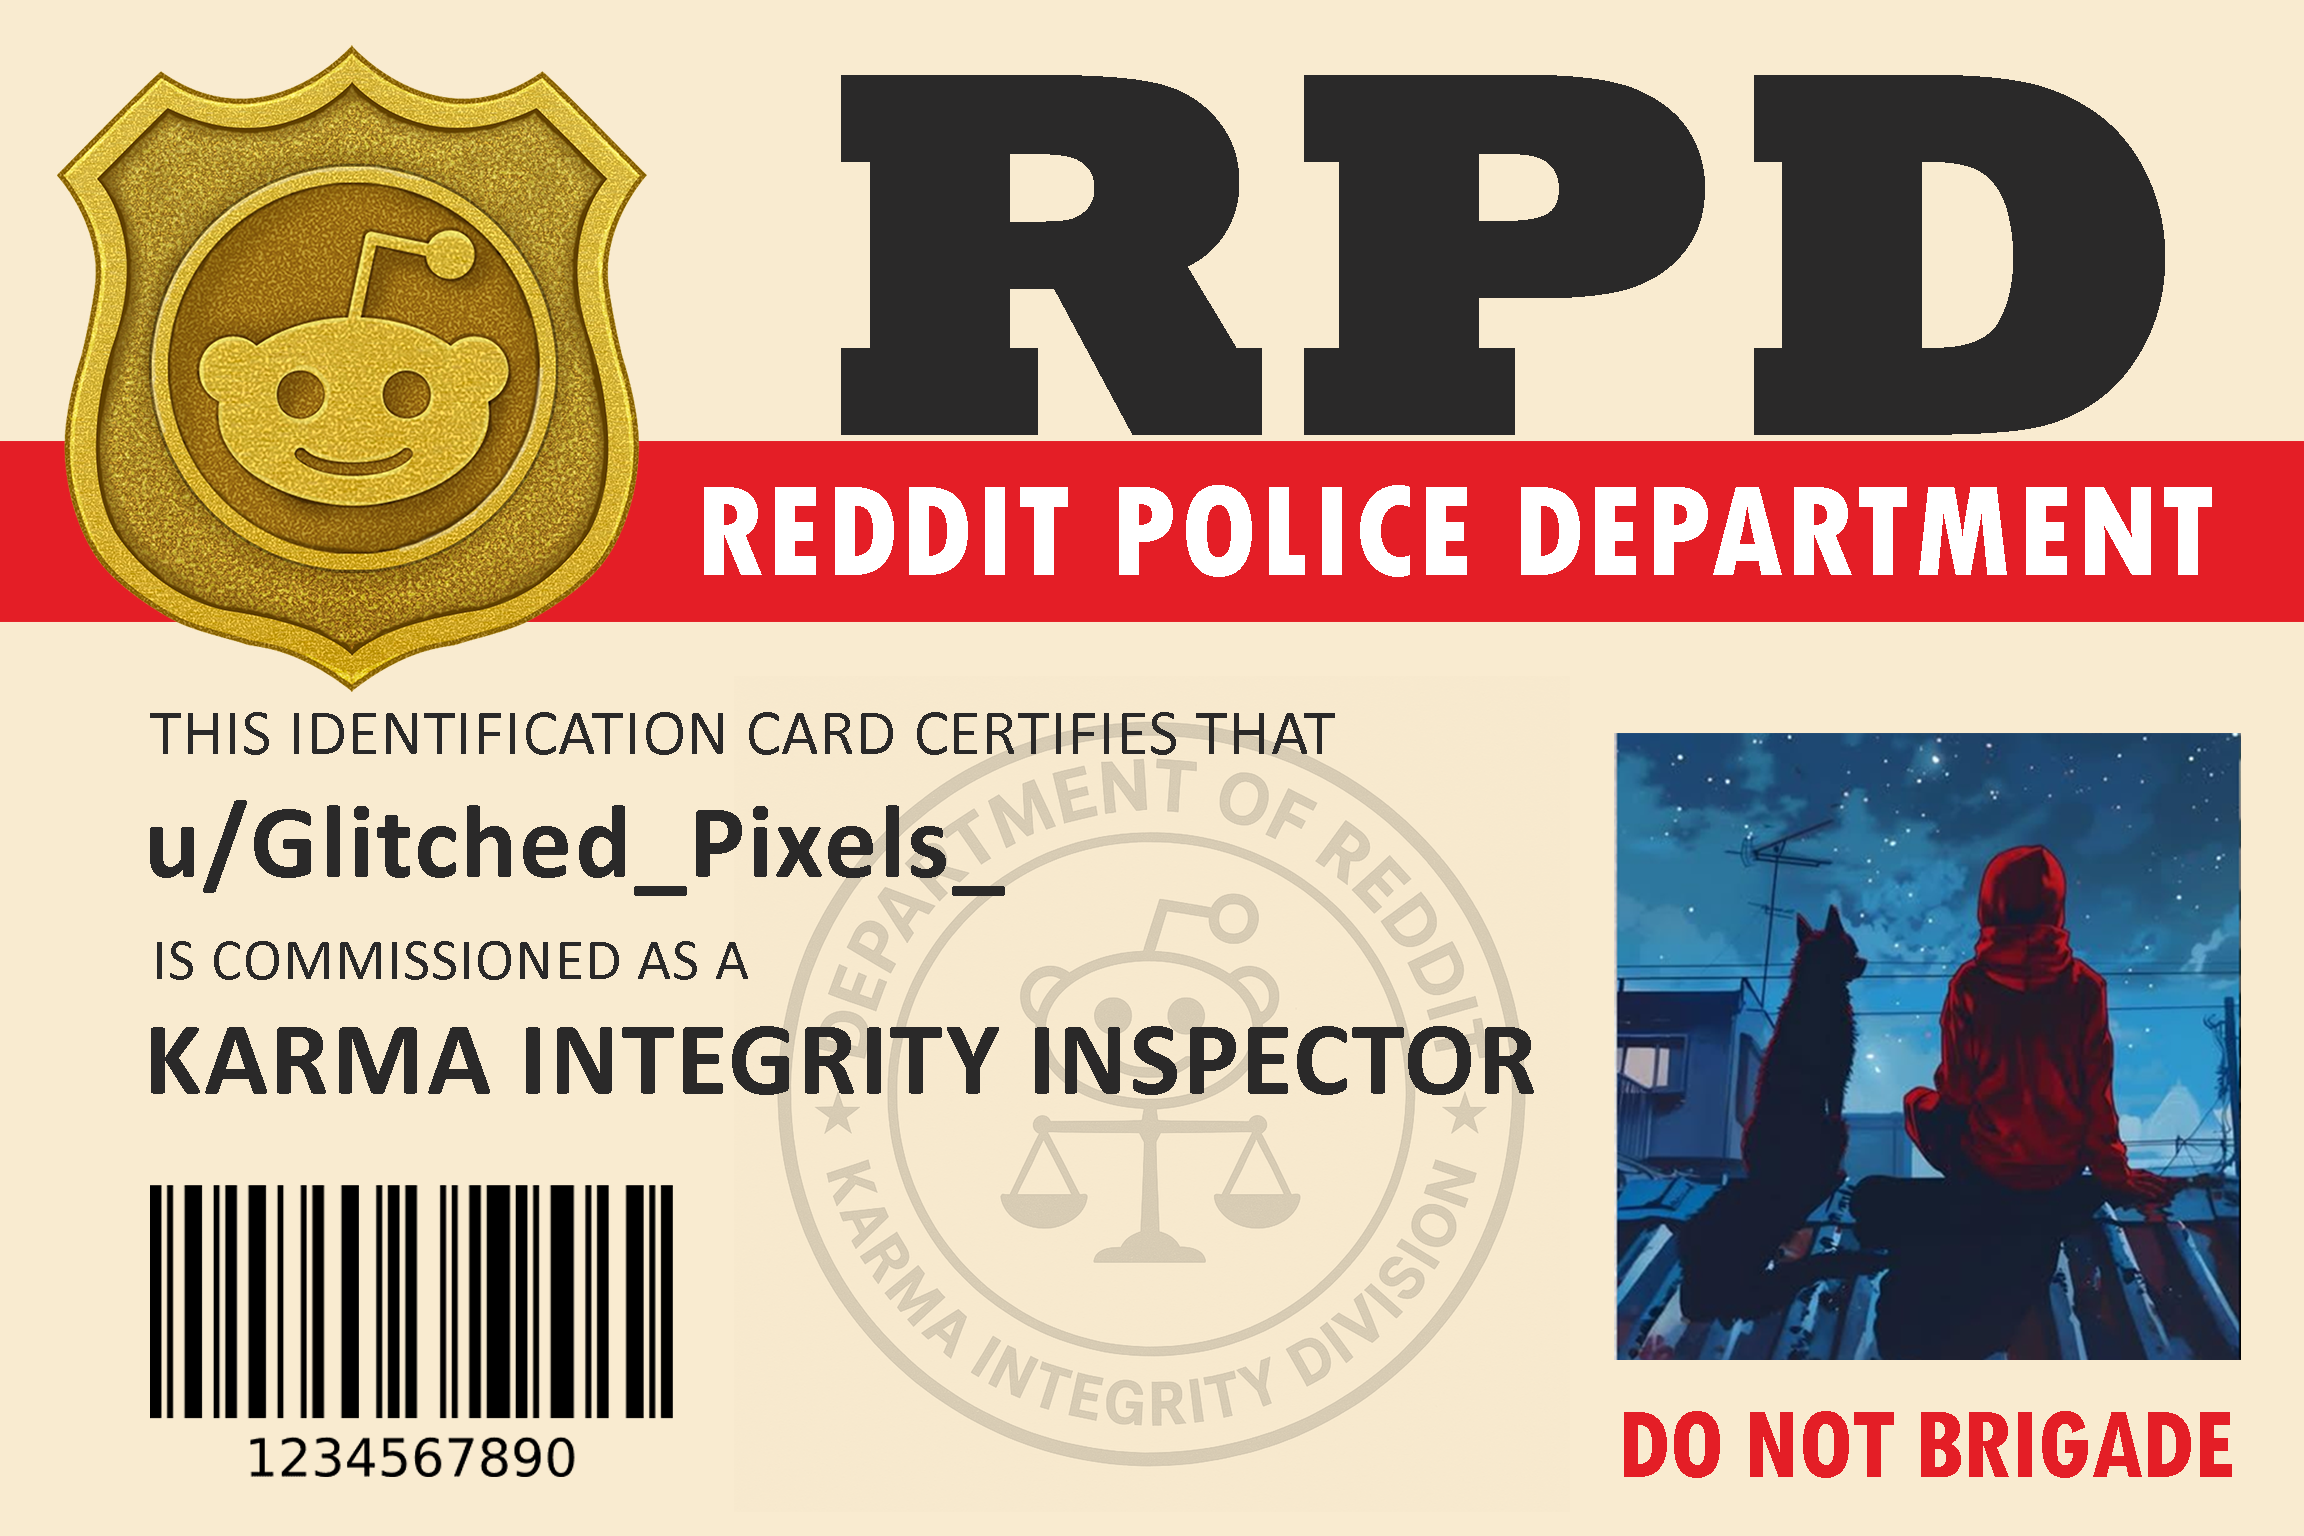 RPD
REDDIT POLICE DEPARTMENT
THIS IDENTIFICATION CARD CERTIFIES THAT
u/Glitched_Pixels_
IS COMMISSIONED AS A
KARMA INTEGRITY INSPECTOR
DEPARTMENT OF REDDIT
KARMA INTEGRITY DIVISION
1234567890
DO NOT BRIGADE